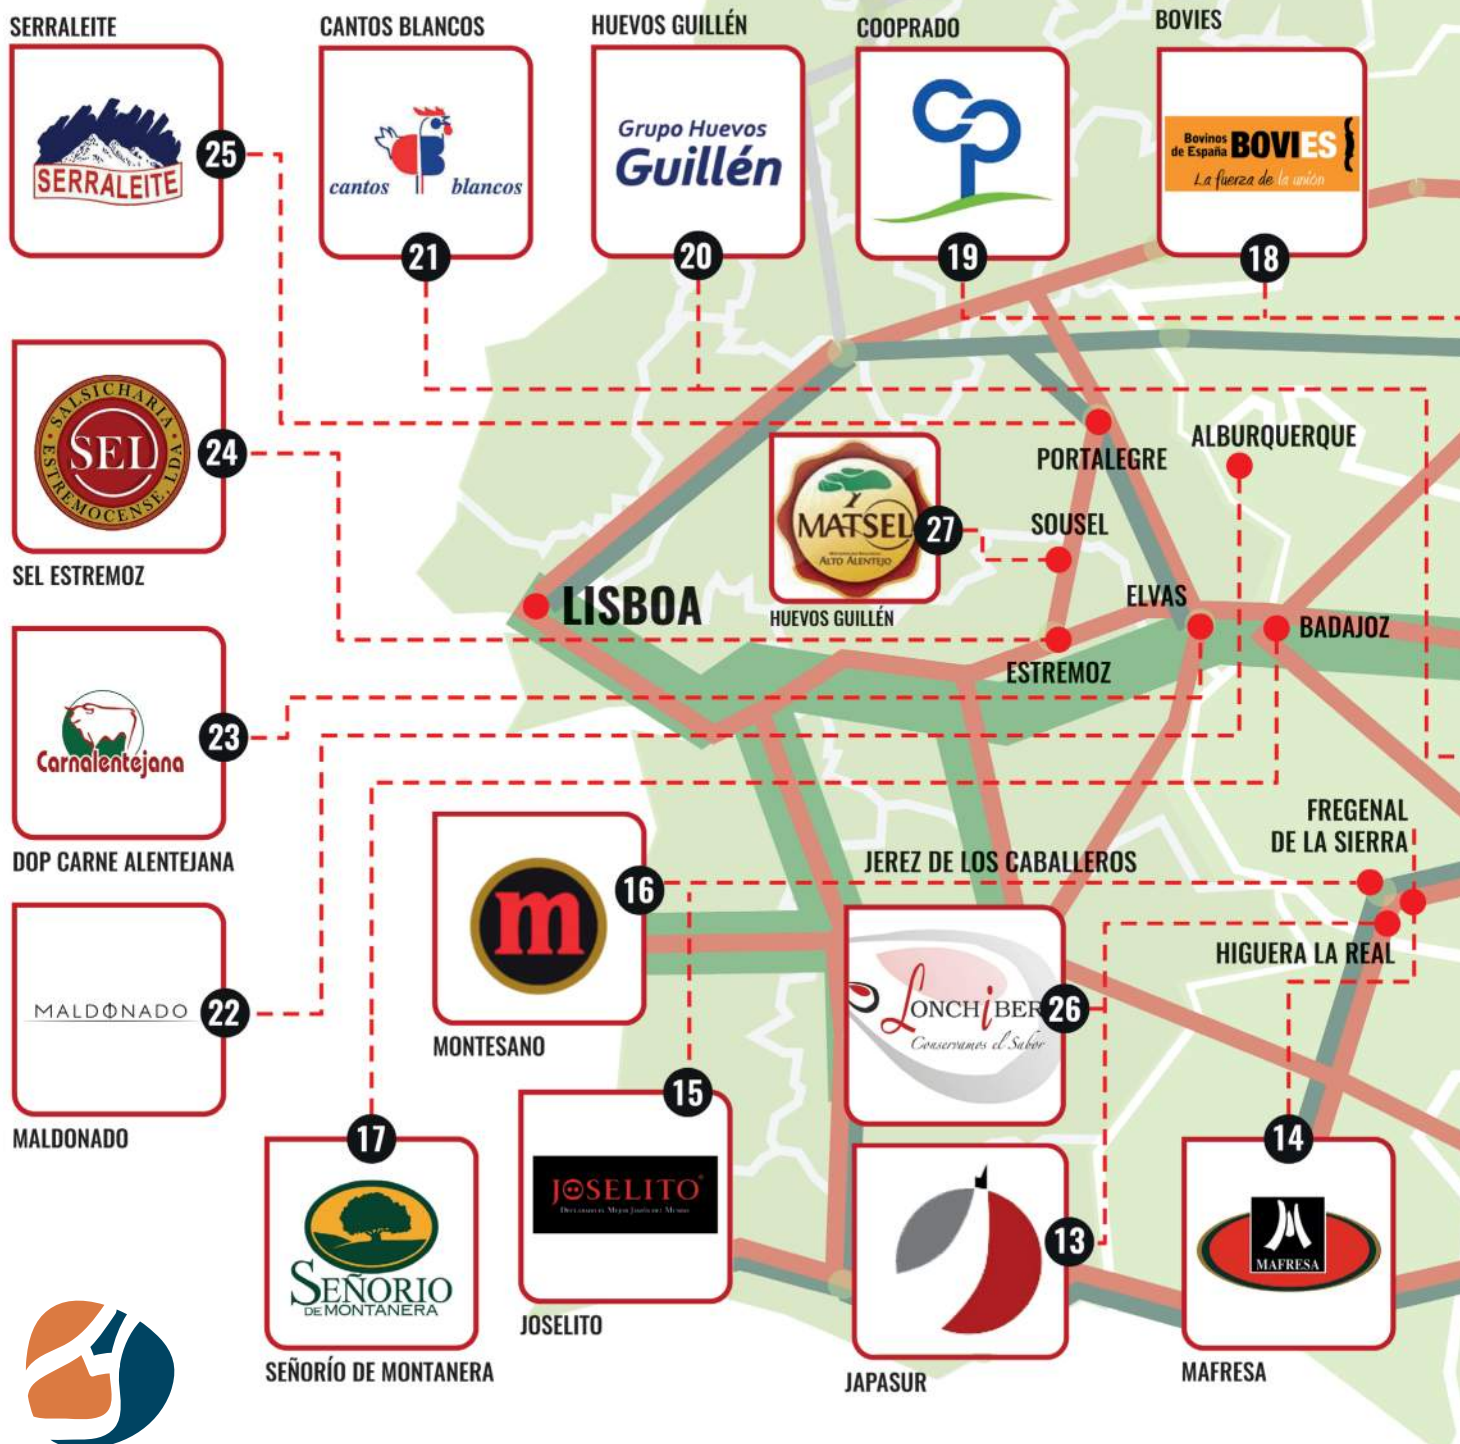 SERRALEITE
CANTOS BLANCOS
HUEVOS GUILLÉN
COOPRADO
BOVIES
SERRALEITE
25
cantos
blancos
21
Grupo Huevos
Guillén
20
CP
19
Bovinos
de España
BOVIES
La fuerza de la unión
18
SALSICHARIA
SEL
ESTREMOCENSE, LDA
24
SEL ESTREMOZ
PORTALEGRE
ALBURQUERQUE
MATSEL
ALTO ALENTEJO
27
HUEVOS GUILLÉN
SOUSEL
LISBOA
ELVAS
BADAJOZ
ESTREMOZ
Carnalentejana
23
DOP CARNE ALENTEJANA
FREGENAL
DE LA SIERRA
JEREZ DE LOS CABALLEROS
m
16
MONTESANO
HIGUERA LA REAL
MALDONADO
22
MALDONADO
LONCHIBER
Conservamos el Sabor
26
17
SEÑORIO
DE MONTANERA
SEÑORÍO DE MONTANERA
15
JOSELITO
JOSELITO
13
JAPASUR
14
MAFRESA
MAFRESA